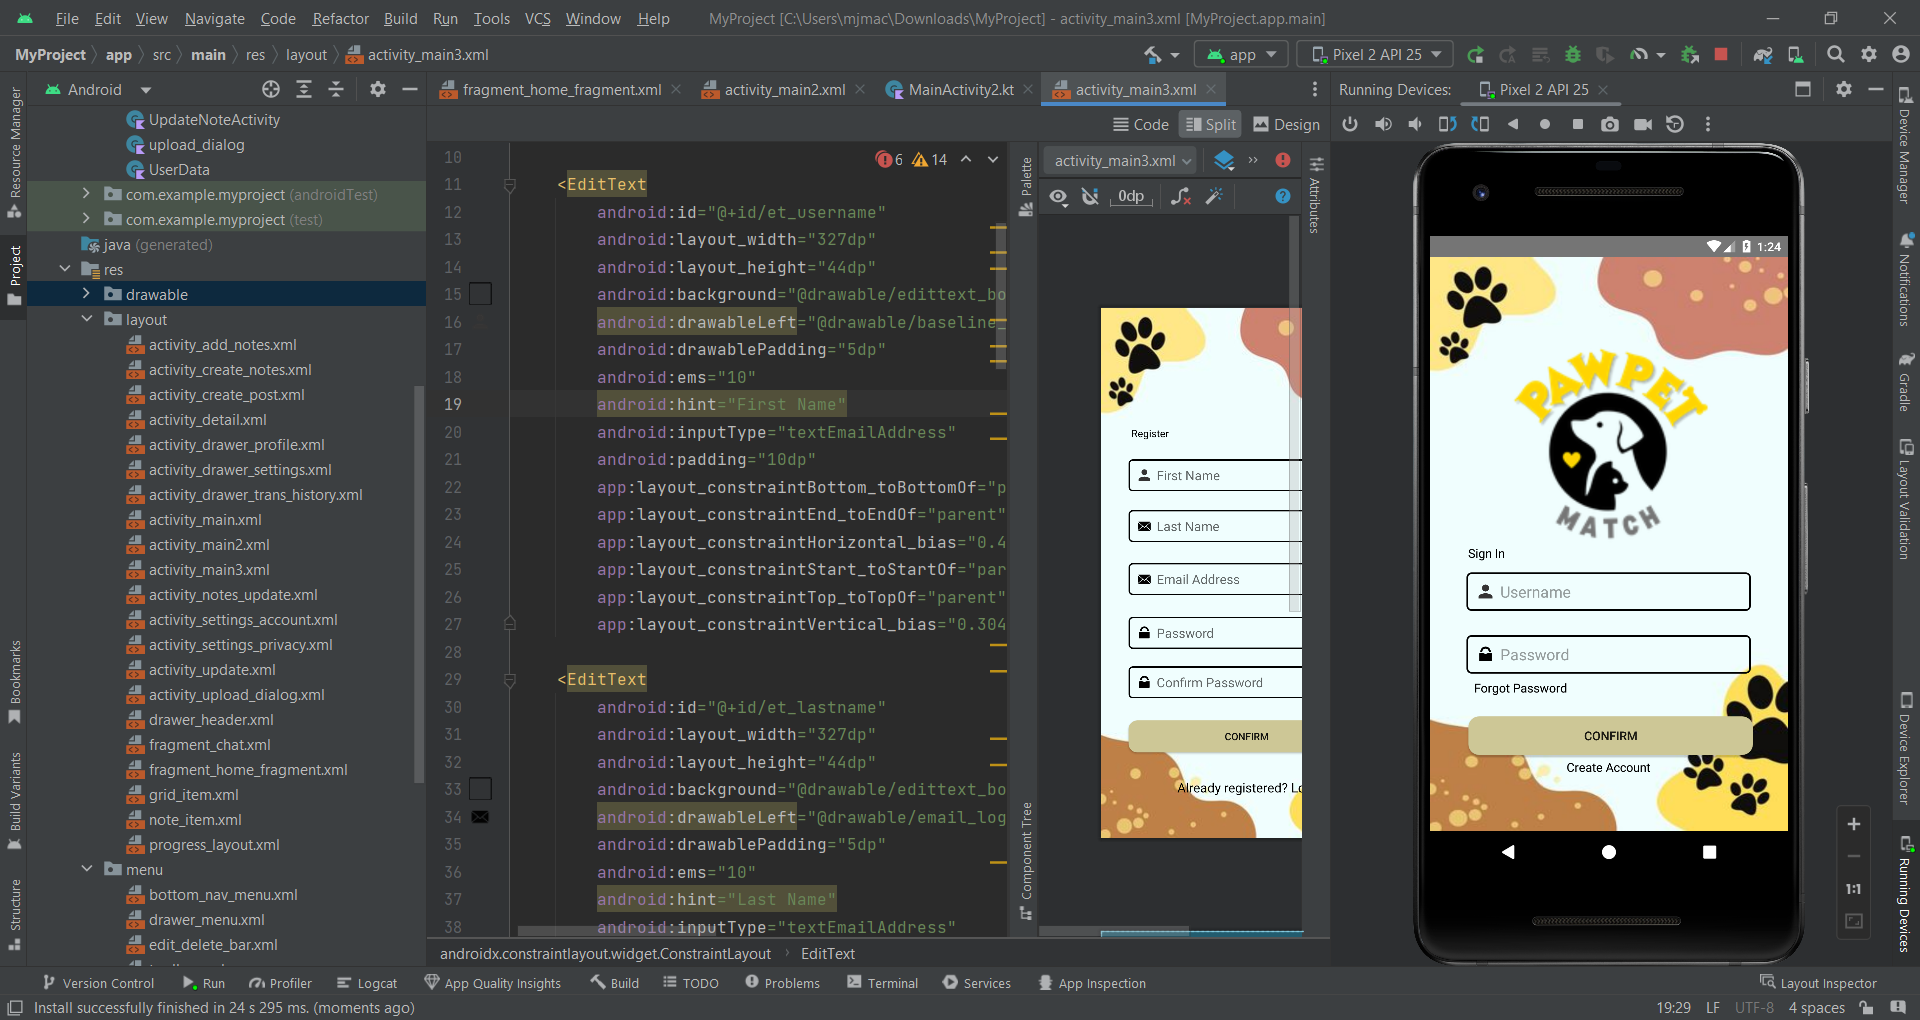 File Edit View Navigate Code Refactor Build Run Tools VCS Window Help MyProject [C:\Users\mjmac\Downloads\MyProject] - activity_main3.xml [MyProject.app.main]
MyProject app src main res layout activity_main3.xml
app
Pixel 2 API 25
Android
fragment_home_fragment.xml activity_main2.xml MainActivity2.kt activity_main3.xml
Running Devices: Pixel 2 API 25
Code Split Design
Resource Manager
Project
Bookmarks
Build Variants
Structure
UpdateNoteActivity
upload_dialog
UserData
com.example.myproject (androidTest)
com.example.myproject (test)
java (generated)
res
drawable
layout
activity_add_notes.xml
activity_create_notes.xml
activity_create_post.xml
activity_detail.xml
activity_drawer_profile.xml
activity_drawer_settings.xml
activity_drawer_trans_history.xml
activity_main.xml
activity_main2.xml
activity_main3.xml
activity_notes_update.xml
activity_settings_account.xml
activity_settings_privacy.xml
activity_update.xml
activity_upload_dialog.xml
drawer_header.xml
fragment_chat.xml
fragment_home_fragment.xml
grid_item.xml
note_item.xml
progress_layout.xml
menu
bottom_nav_menu.xml
drawer_menu.xml
edit_delete_bar.xml
6 14
10
11 <EditText
12 android:id="@+id/et_username"
13 android:layout_width="327dp"
14 android:layout_height="44dp"
15 android:background="@drawable/edittext_bo
16 android:drawableLeft="@drawable/baseline_
17 android:drawablePadding="5dp"
18 android:ems="10"
19 android:hint="First Name"
20 android:inputType="textEmailAddress"
21 android:padding="10dp"
22 app:layout_constraintBottom_toBottomOf="p
23 app:layout_constraintEnd_toEndOf="parent"
24 app:layout_constraintHorizontal_bias="0.4
25 app:layout_constraintStart_toStartOf="par
26 app:layout_constraintTop_toTopOf="parent"
27 app:layout_constraintVertical_bias="0.304
28
29 <EditText
30 android:id="@+id/et_lastname"
31 android:layout_width="327dp"
32 android:layout_height="44dp"
33 android:background="@drawable/edittext_bo
34 android:drawableLeft="@drawable/email_log
35 android:drawablePadding="5dp"
36 android:ems="10"
37 android:hint="Last Name"
38 android:inputType="textEmailAddress"
androidx.constraintlayout.widget.ConstraintLayout EditText
Palette
Component Tree
activity_main3.xml
0dp
Attributes
Register
First Name
Last Name
Email Address
Password
Confirm Password
CONFIRM
Already registered? Lo
1:24
PAWPET
MATCH
Sign In
Username
Password
Forgot Password
CONFIRM
Create Account
1:1
Device Manager
Notifications
Gradle
Layout Validation
Device Explorer
Running Devices
Version Control Run Profiler Logcat App Quality Insights Build TODO Problems Terminal Services App Inspection Layout Inspector
Install successfully finished in 24 s 295 ms. (moments ago) 19:29 LF UTF-8 4 spaces